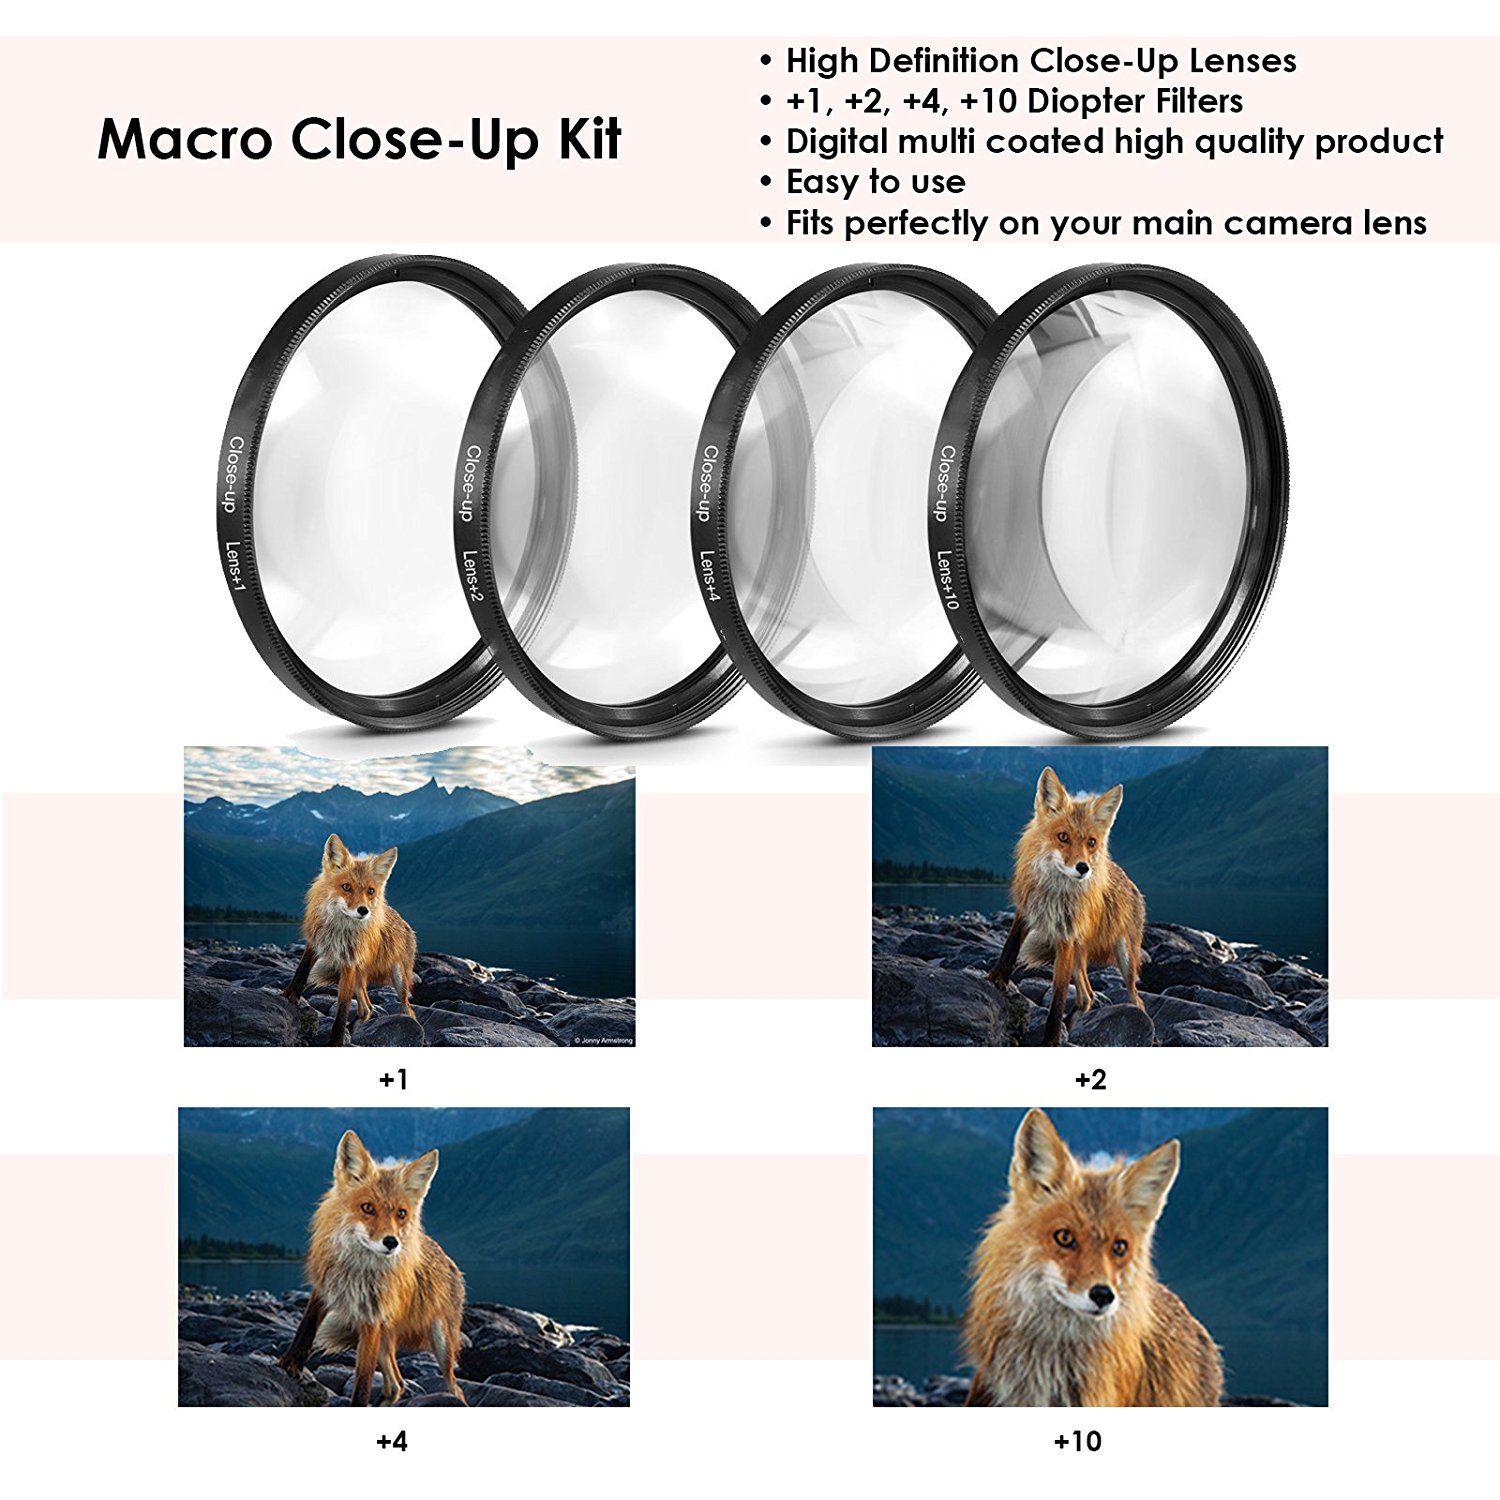 Macro Close-Up Kit
• High Definition Close-Up Lenses
• +1, +2, +4, +10 Diopter Filters
• Digital multi coated high quality product
• Easy to use
• Fits perfectly on your main camera lens
Close-up Lens+1
Close-up Lens+2
Close-up Lens+4
Close-up Lens+10
© Jonny Armstrong
+1
+2
+4
+10